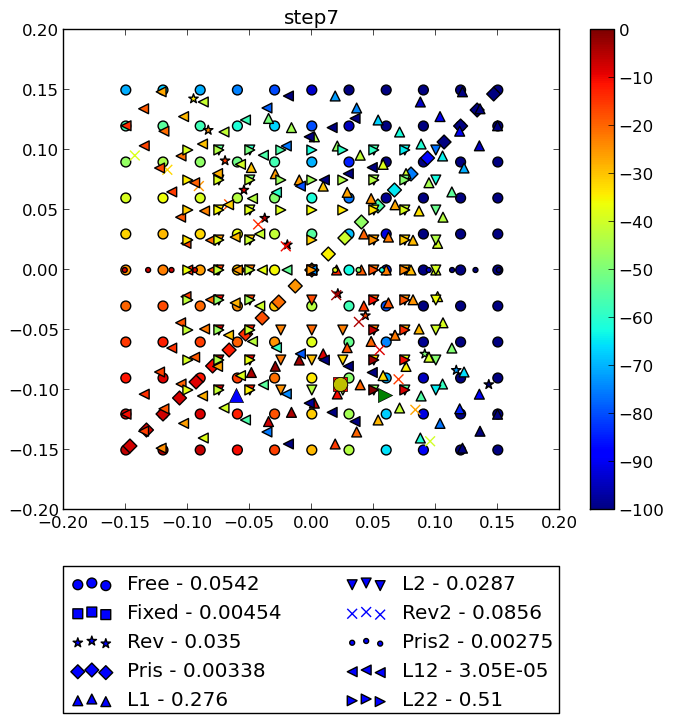 step7
0.20
0.15
0.10
0.05
0.00
−0.05
−0.10
−0.15
−0.20
−0.20 −0.15 −0.10 −0.05 0.00 0.05 0.10 0.15 0.20
0
−10
−20
−30
−40
−50
−60
−70
−80
−90
−100
Free - 0.0542
Fixed - 0.00454
Rev - 0.035
Pris - 0.00338
L1 - 0.276
L2 - 0.0287
Rev2 - 0.0856
Pris2 - 0.00275
L12 - 3.05E-05
L22 - 0.51